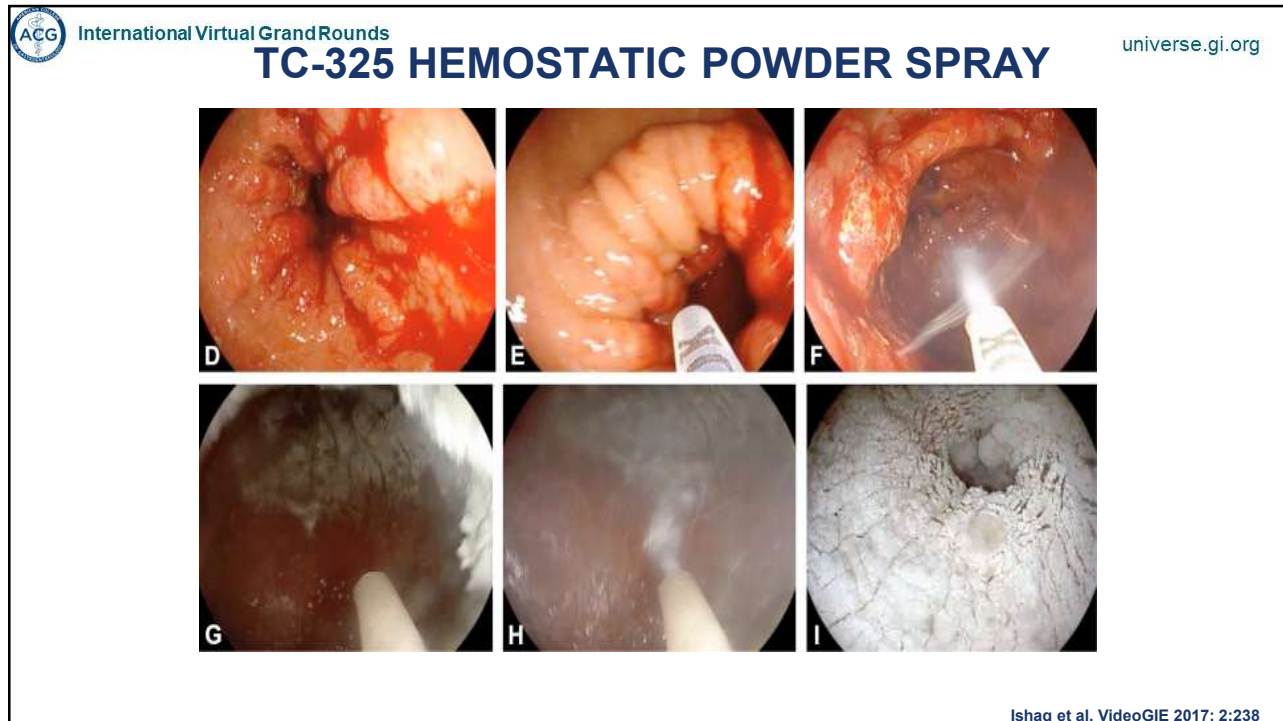 ACG
International Virtual Grand Rounds
universe.gi.org
TC-325 HEMOSTATIC POWDER SPRAY
D
E
F
G
H
I
Ishaq et al. VideoGIE 2017; 2:238